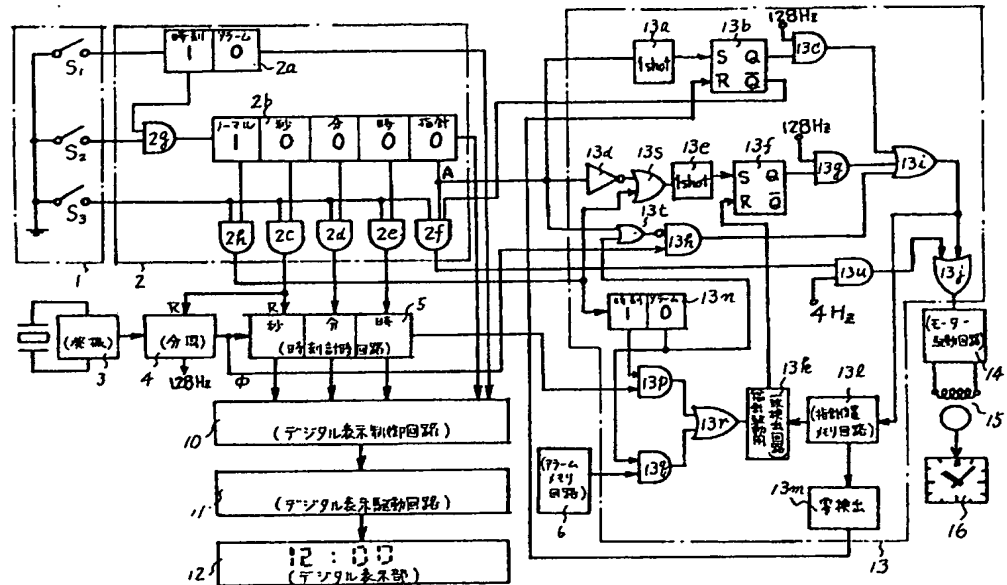 時刻 アラーム
1 0
2a
S1
2g
2b
ノーマル 秒 分 時 指針
1 0 0 0 0
A
S2
S3
2h 2c 2d 2e 2f
1
2
R
R
5
秒 分 時
(発振)
(分周)
(時刻計時回路)
3
4
128Hz
φ
10
(デジタル表示制御回路)
11
(デジタル表示駆動回路)
12
12:00
(デジタル表示部)
13a
1shot
13b
S Q
R Q̅
128Hz
13c
13d
13s
13e
1shot
13f
S Q
R Q̅
128Hz
13g
13i
13t
13h
13u
4Hz
13j
時刻 アラーム
1 0
13n
13p
13r
13q
(アラームメモリ回路)
6
13k
13l
(指針位置メモリ回路)
13m
零検出
13
(モーター駆動回路)
14
15
16